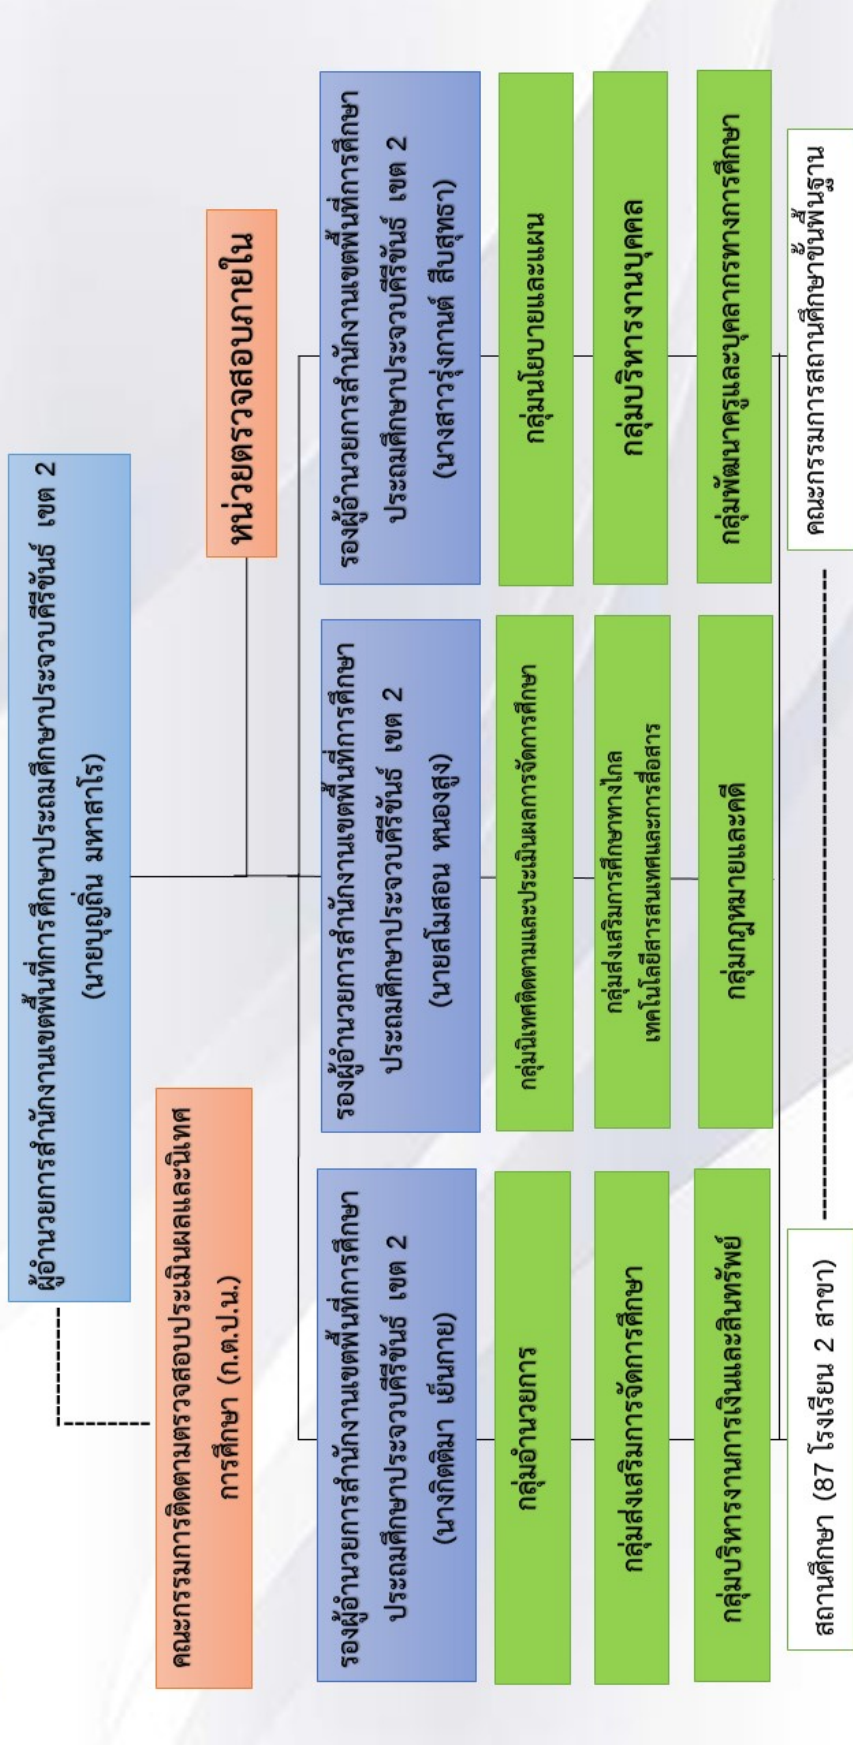 ผู้อำนวยการสำนักงานเขตพื้นที่การศึกษาประถมศึกษาประจวบคีรีขันธ์ เขต 2
(นายบุญถิ่น มหาสาโร)
คณะกรรมการติดตามตรวจสอบประเมินผลและนิเทศ
การศึกษา (ก.ต.ป.น.)
หน่วยตรวจสอบภายใน
รองผู้อำนวยการสำนักงานเขตพื้นที่การศึกษา
ประถมศึกษาประจวบคีรีขันธ์ เขต 2
(นางกิตติมา เย็นกาย)
รองผู้อำนวยการสำนักงานเขตพื้นที่การศึกษา
ประถมศึกษาประจวบคีรีขันธ์ เขต 2
(นายสโมสอน หนองสูง)
รองผู้อำนวยการสำนักงานเขตพื้นที่การศึกษา
ประถมศึกษาประจวบคีรีขันธ์ เขต 2
(นางสาวรุ่งกานต์ สืบสุทธา)
กลุ่มอำนวยการ
กลุ่มนิเทศติดตามและประเมินผลการจัดการศึกษา
กลุ่มนโยบายและแผน
กลุ่มส่งเสริมการจัดการศึกษา
กลุ่มส่งเสริมการศึกษาทางไกล
เทคโนโลยีสารสนเทศและการสื่อสาร
กลุ่มบริหารงานบุคคล
กลุ่มบริหารงานการเงินและสินทรัพย์
กลุ่มกฎหมายและคดี
กลุ่มพัฒนาครูและบุคลากรทางการศึกษา
สถานศึกษา (87 โรงเรียน 2 สาขา)
คณะกรรมการสถานศึกษาขั้นพื้นฐาน